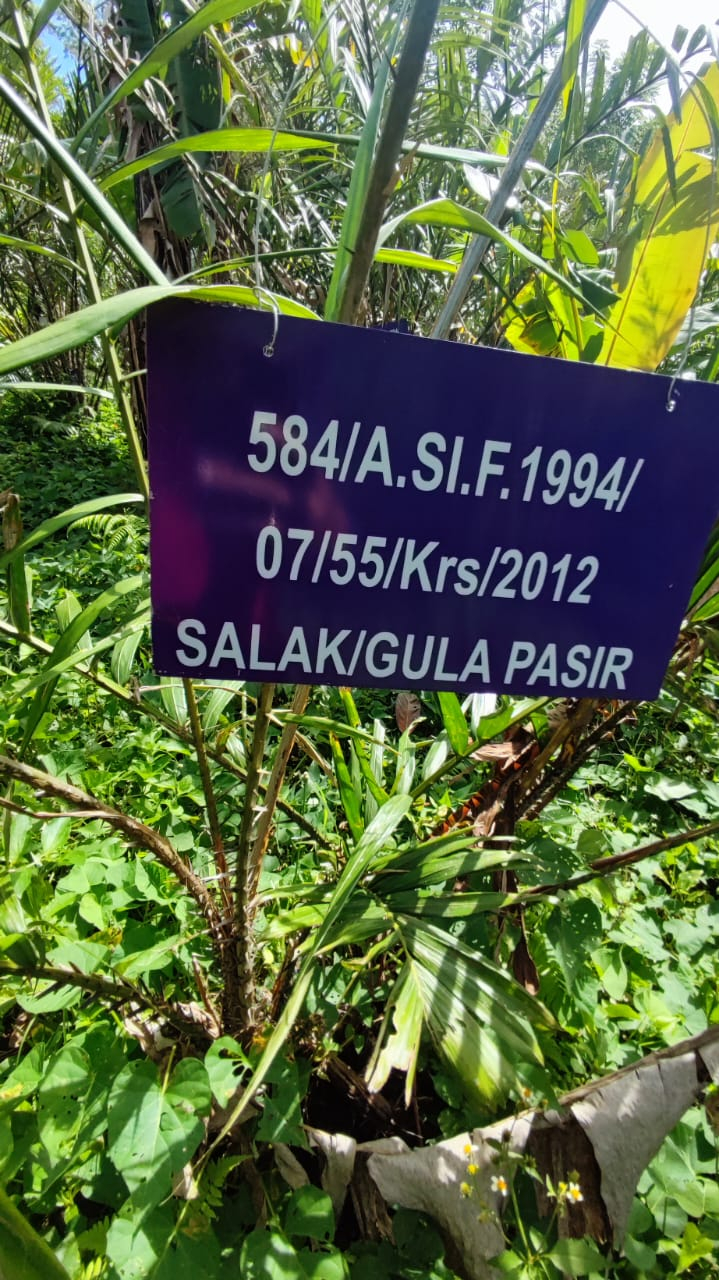 584/A.SI.F.1994/
07/55/Krs/2012
SALAK/GULA PASIR